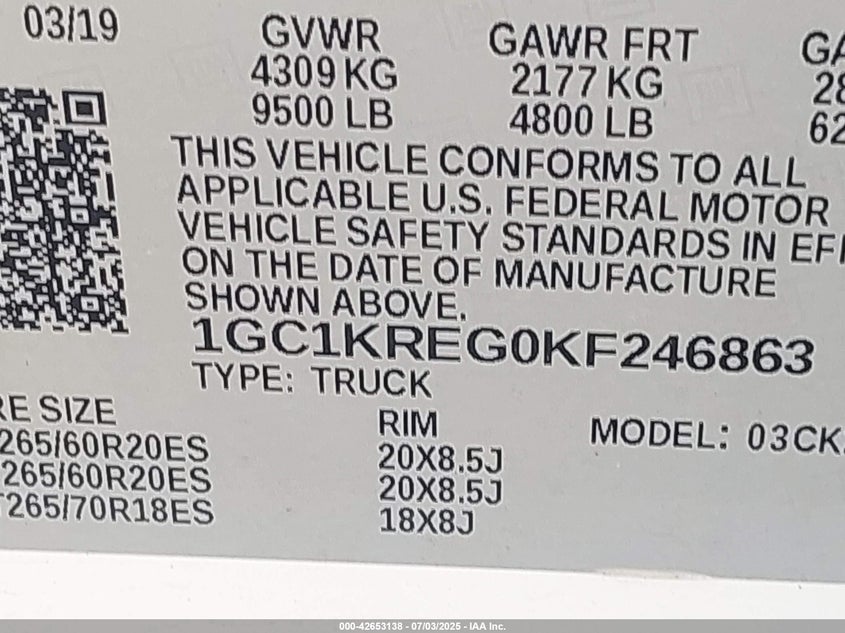 03/19 GVWR GAWR FRT
4309 KG 2177 KG
9500 LB 4800 LB
THIS VEHICLE CONFORMS TO ALL
APPLICABLE U.S. FEDERAL MOTOR
VEHICLE SAFETY STANDARDS IN
ON THE DATE OF MANUFACTURE
SHOWN ABOVE.
1GC1KREG0KF246863
TYPE: TRUCK
SIZE RIM MODEL: 03CK
265/60R20ES 20X8.5J
265/60R20ES 20X8.5J
265/70R18ES 18X8J
000-42653138 - 07/03/2025 - IAA Inc.